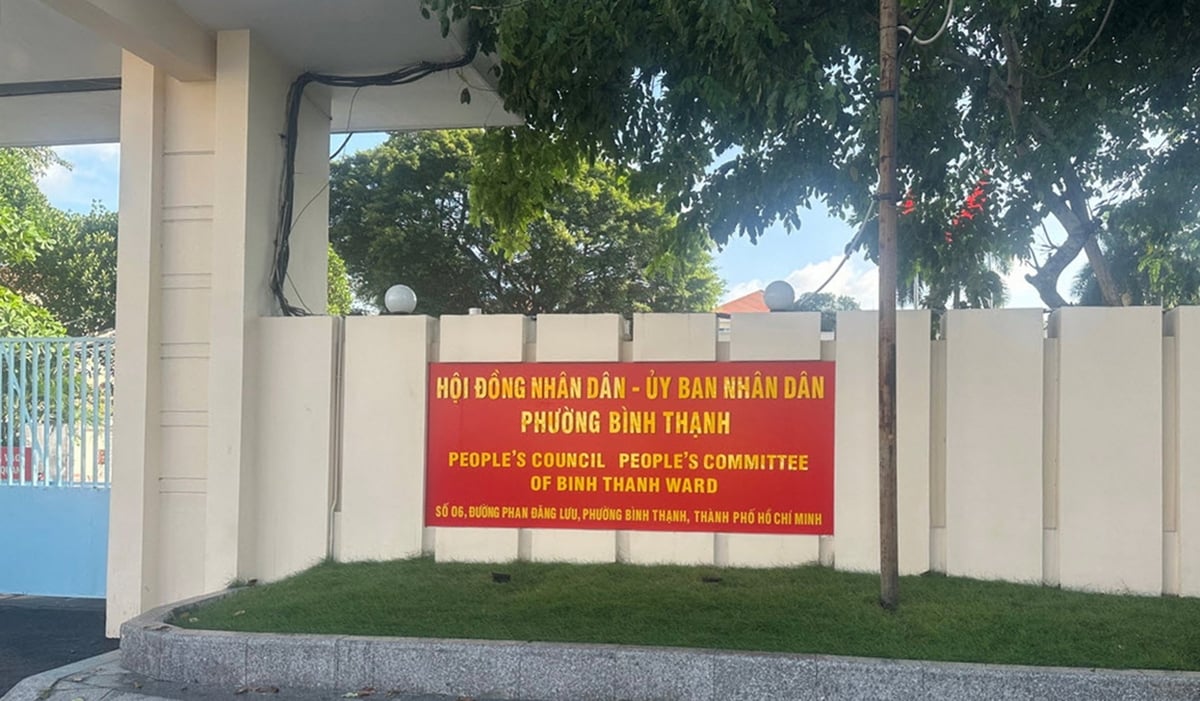 HỘI ĐỒNG NHÂN DÂN - ỦY BAN NHÂN DÂN
PHƯỜNG BÌNH THẠNH
PEOPLE'S COUNCIL PEOPLE'S COMMITTEE
OF BINH THANH WARD
SỐ 06, ĐƯỜNG PHAN ĐĂNG LƯU, PHƯỜNG BÌNH THẠNH, THÀNH PHỐ HỒ CHÍ MINH